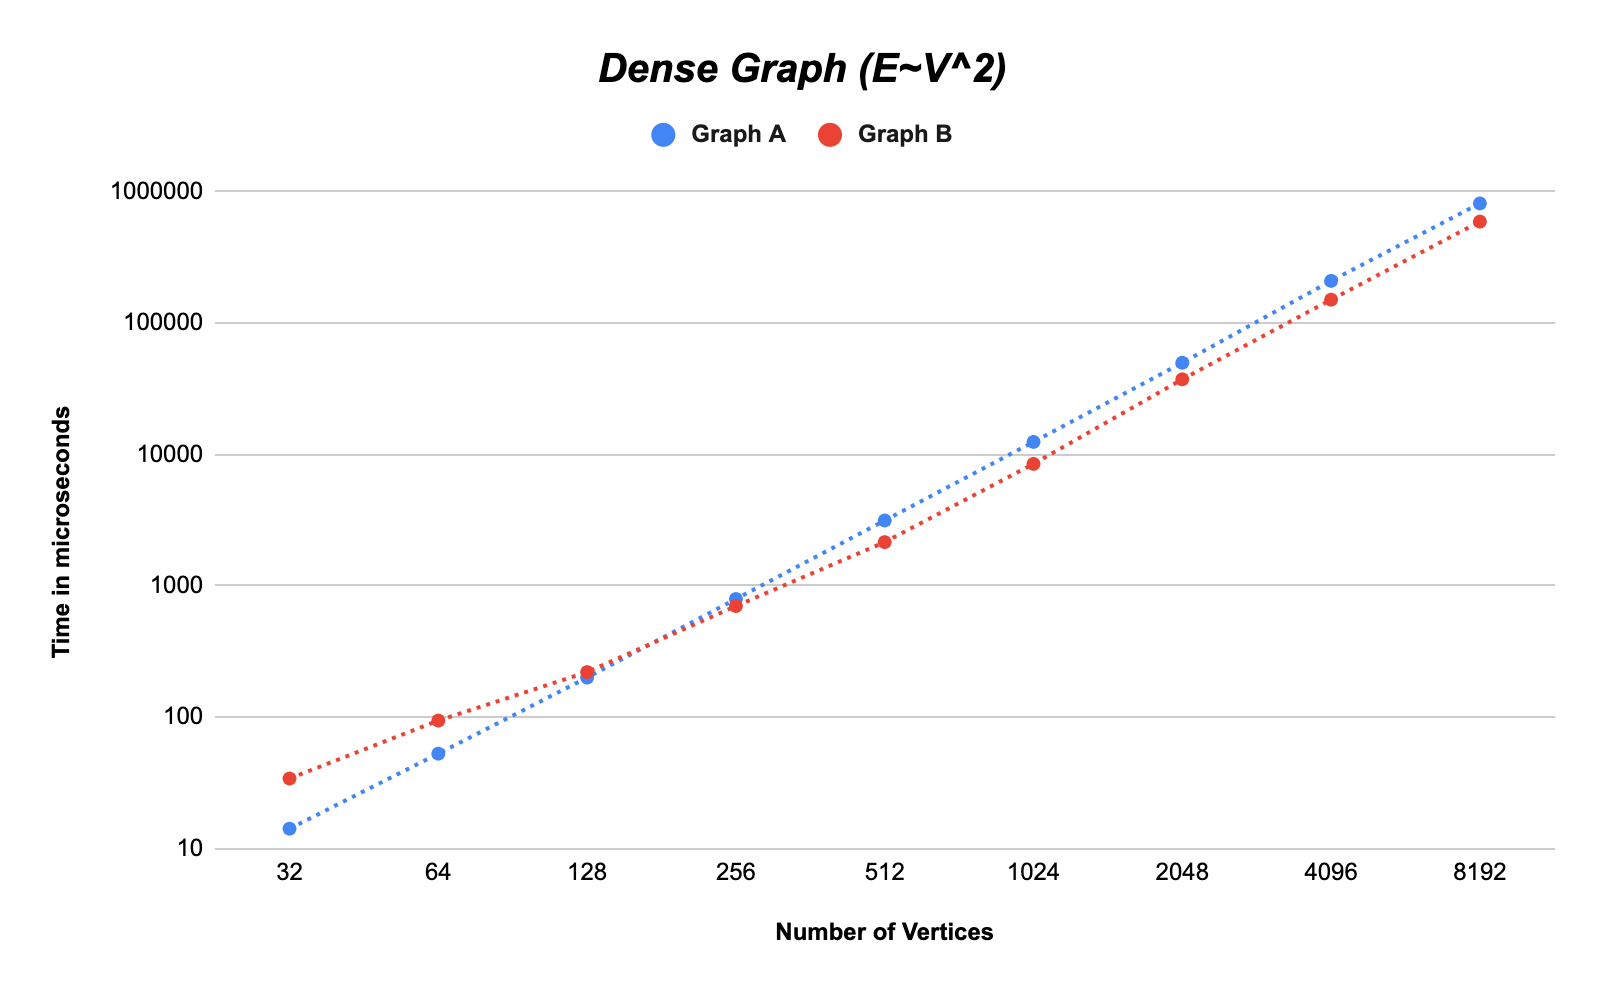 Dense Graph (E~V^2)
Graph A Graph B
1000000
100000
10000
1000
100
10
Time in microseconds
32 64 128 256 512 1024 2048 4096 8192
Number of Vertices